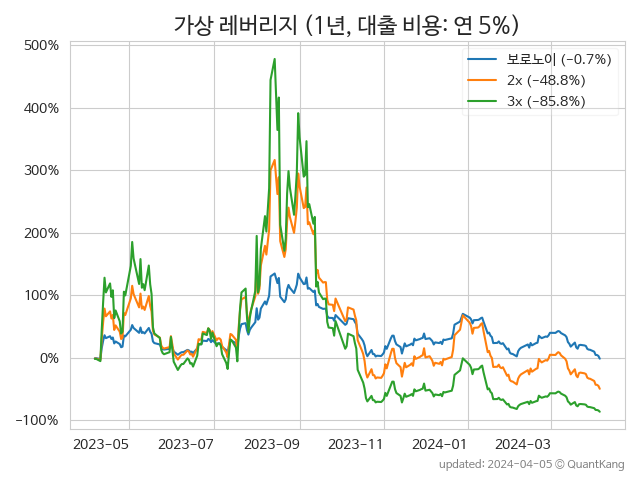 가상 레버리지 (1년, 대출 비용: 연 5%)
500%
400%
300%
200%
100%
0%
−100%
보로노이 (−0.7%)
2x (−48.8%)
3x (−85.8%)
2023-05 2023-07 2023-09 2023-11 2024-01 2024-03
updated: 2024-04-05 © QuantKang